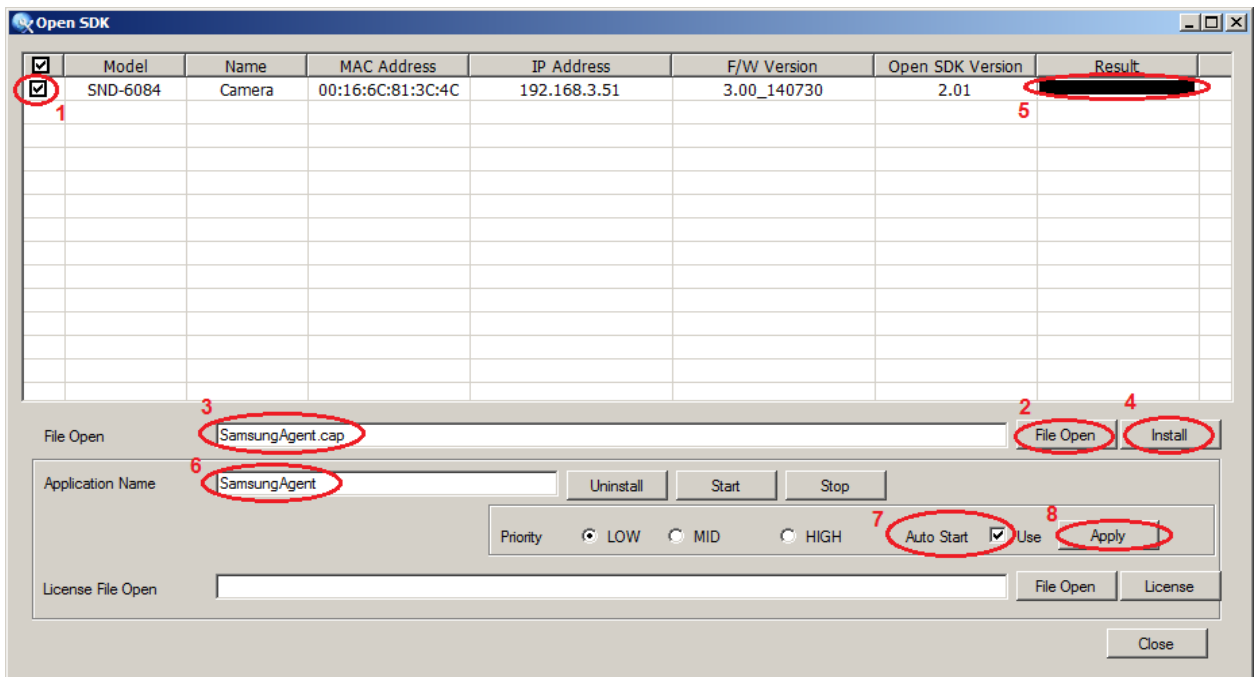 Open SDK
Model Name MAC Address IP Address F/W Version Open SDK Version Result
SND-6084 Camera 00:16:6C:81:3C:4C 192.168.3.51 3.00_140730 2.01
1 5
3 2 4
File Open SamsungAgent.cap File Open Install
6
Application Name SamsungAgent Uninstall Start Stop
7 8
Priority LOW MID HIGH Auto Start Use Apply
License File Open File Open License
Close